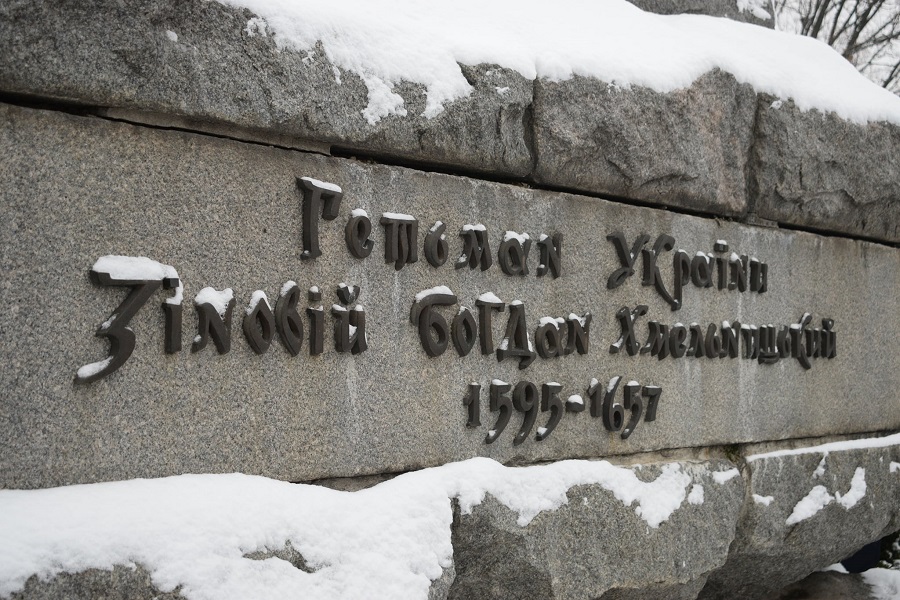 Гетьман України
Зіновій Богдан Хмельницький
1595-1657